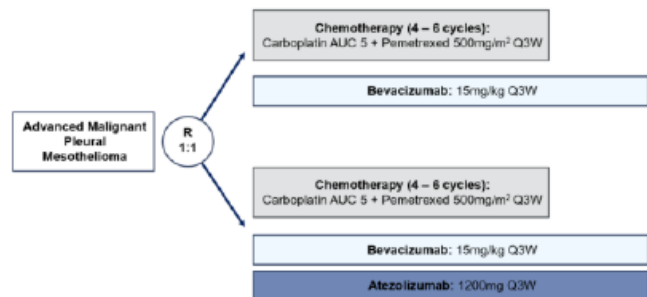 Chemotherapy (4 – 6 cycles):
Carboplatin AUC 5 + Pemetrexed 500mg/m² Q3W
Bevacizumab: 15mg/kg Q3W
Advanced Malignant
Pleural
Mesothelioma
R
1:1
Chemotherapy (4 – 6 cycles):
Carboplatin AUC 5 + Pemetrexed 500mg/m² Q3W
Bevacizumab: 15mg/kg Q3W
Atezolizumab: 1200mg Q3W